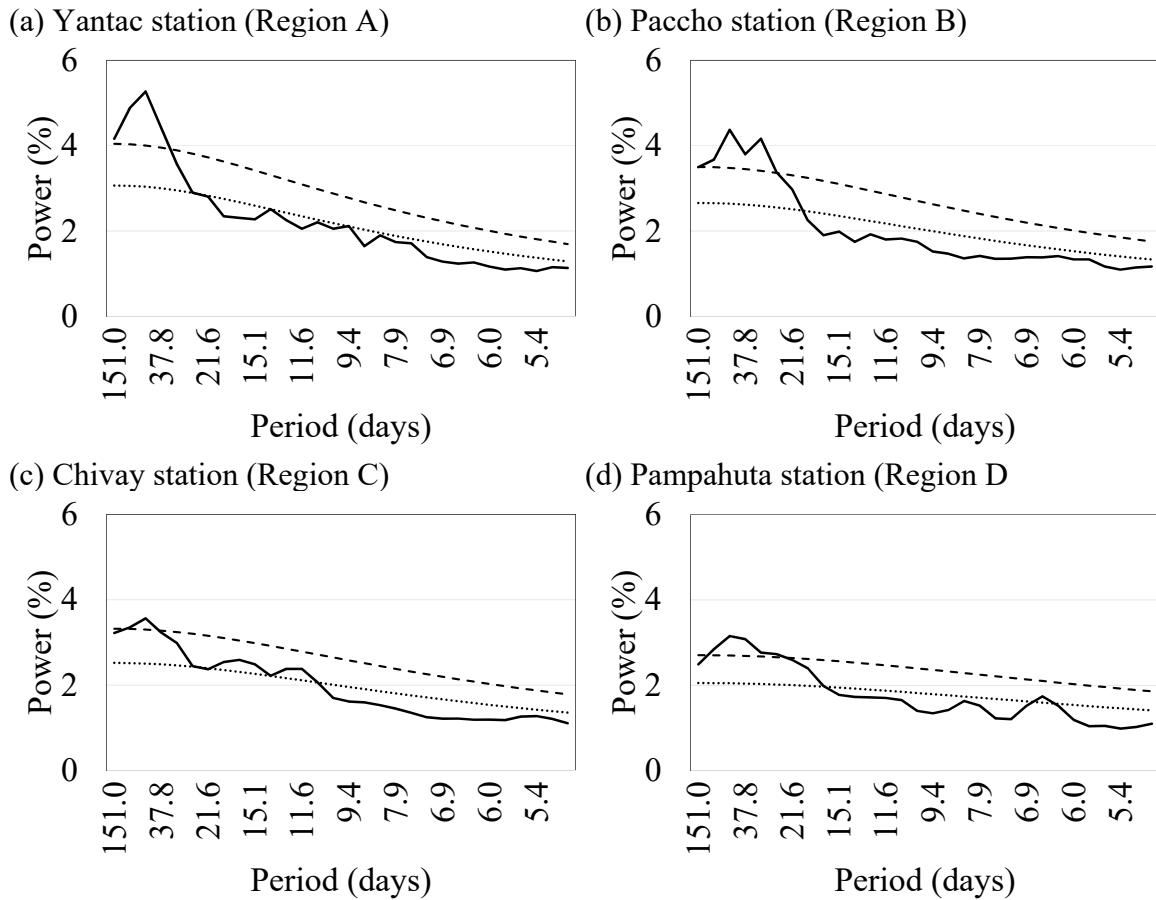 (a) Yantac station (Region A)
6
4
2
0
Power (%)
151.0 37.8 21.6 15.1 11.6 9.4 7.9 6.9 6.0 5.4
Period (days)
(b) Paccho station (Region B)
6
4
2
0
Power (%)
151.0 37.8 21.6 15.1 11.6 9.4 7.9 6.9 6.0 5.4
Period (days)
(c) Chivay station (Region C)
6
4
2
0
Power (%)
151.0 37.8 21.6 15.1 11.6 9.4 7.9 6.9 6.0 5.4
Period (days)
(d) Pampahuta station (Region D
6
4
2
0
Power (%)
151.0 37.8 21.6 15.1 11.6 9.4 7.9 6.9 6.0 5.4
Period (days)